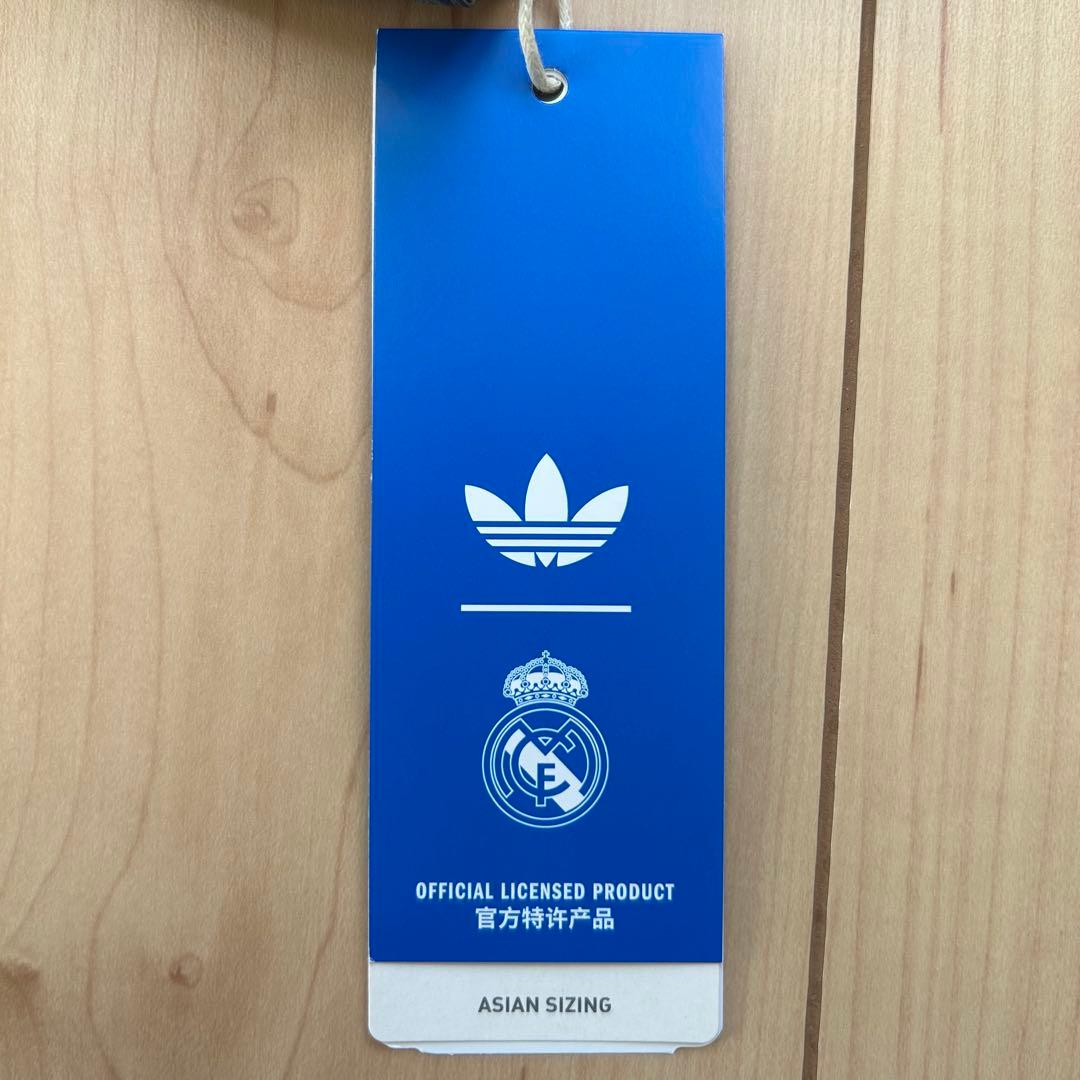 OFFICIAL LICENSED PRODUCT
官方特许产品
ASIAN SIZING